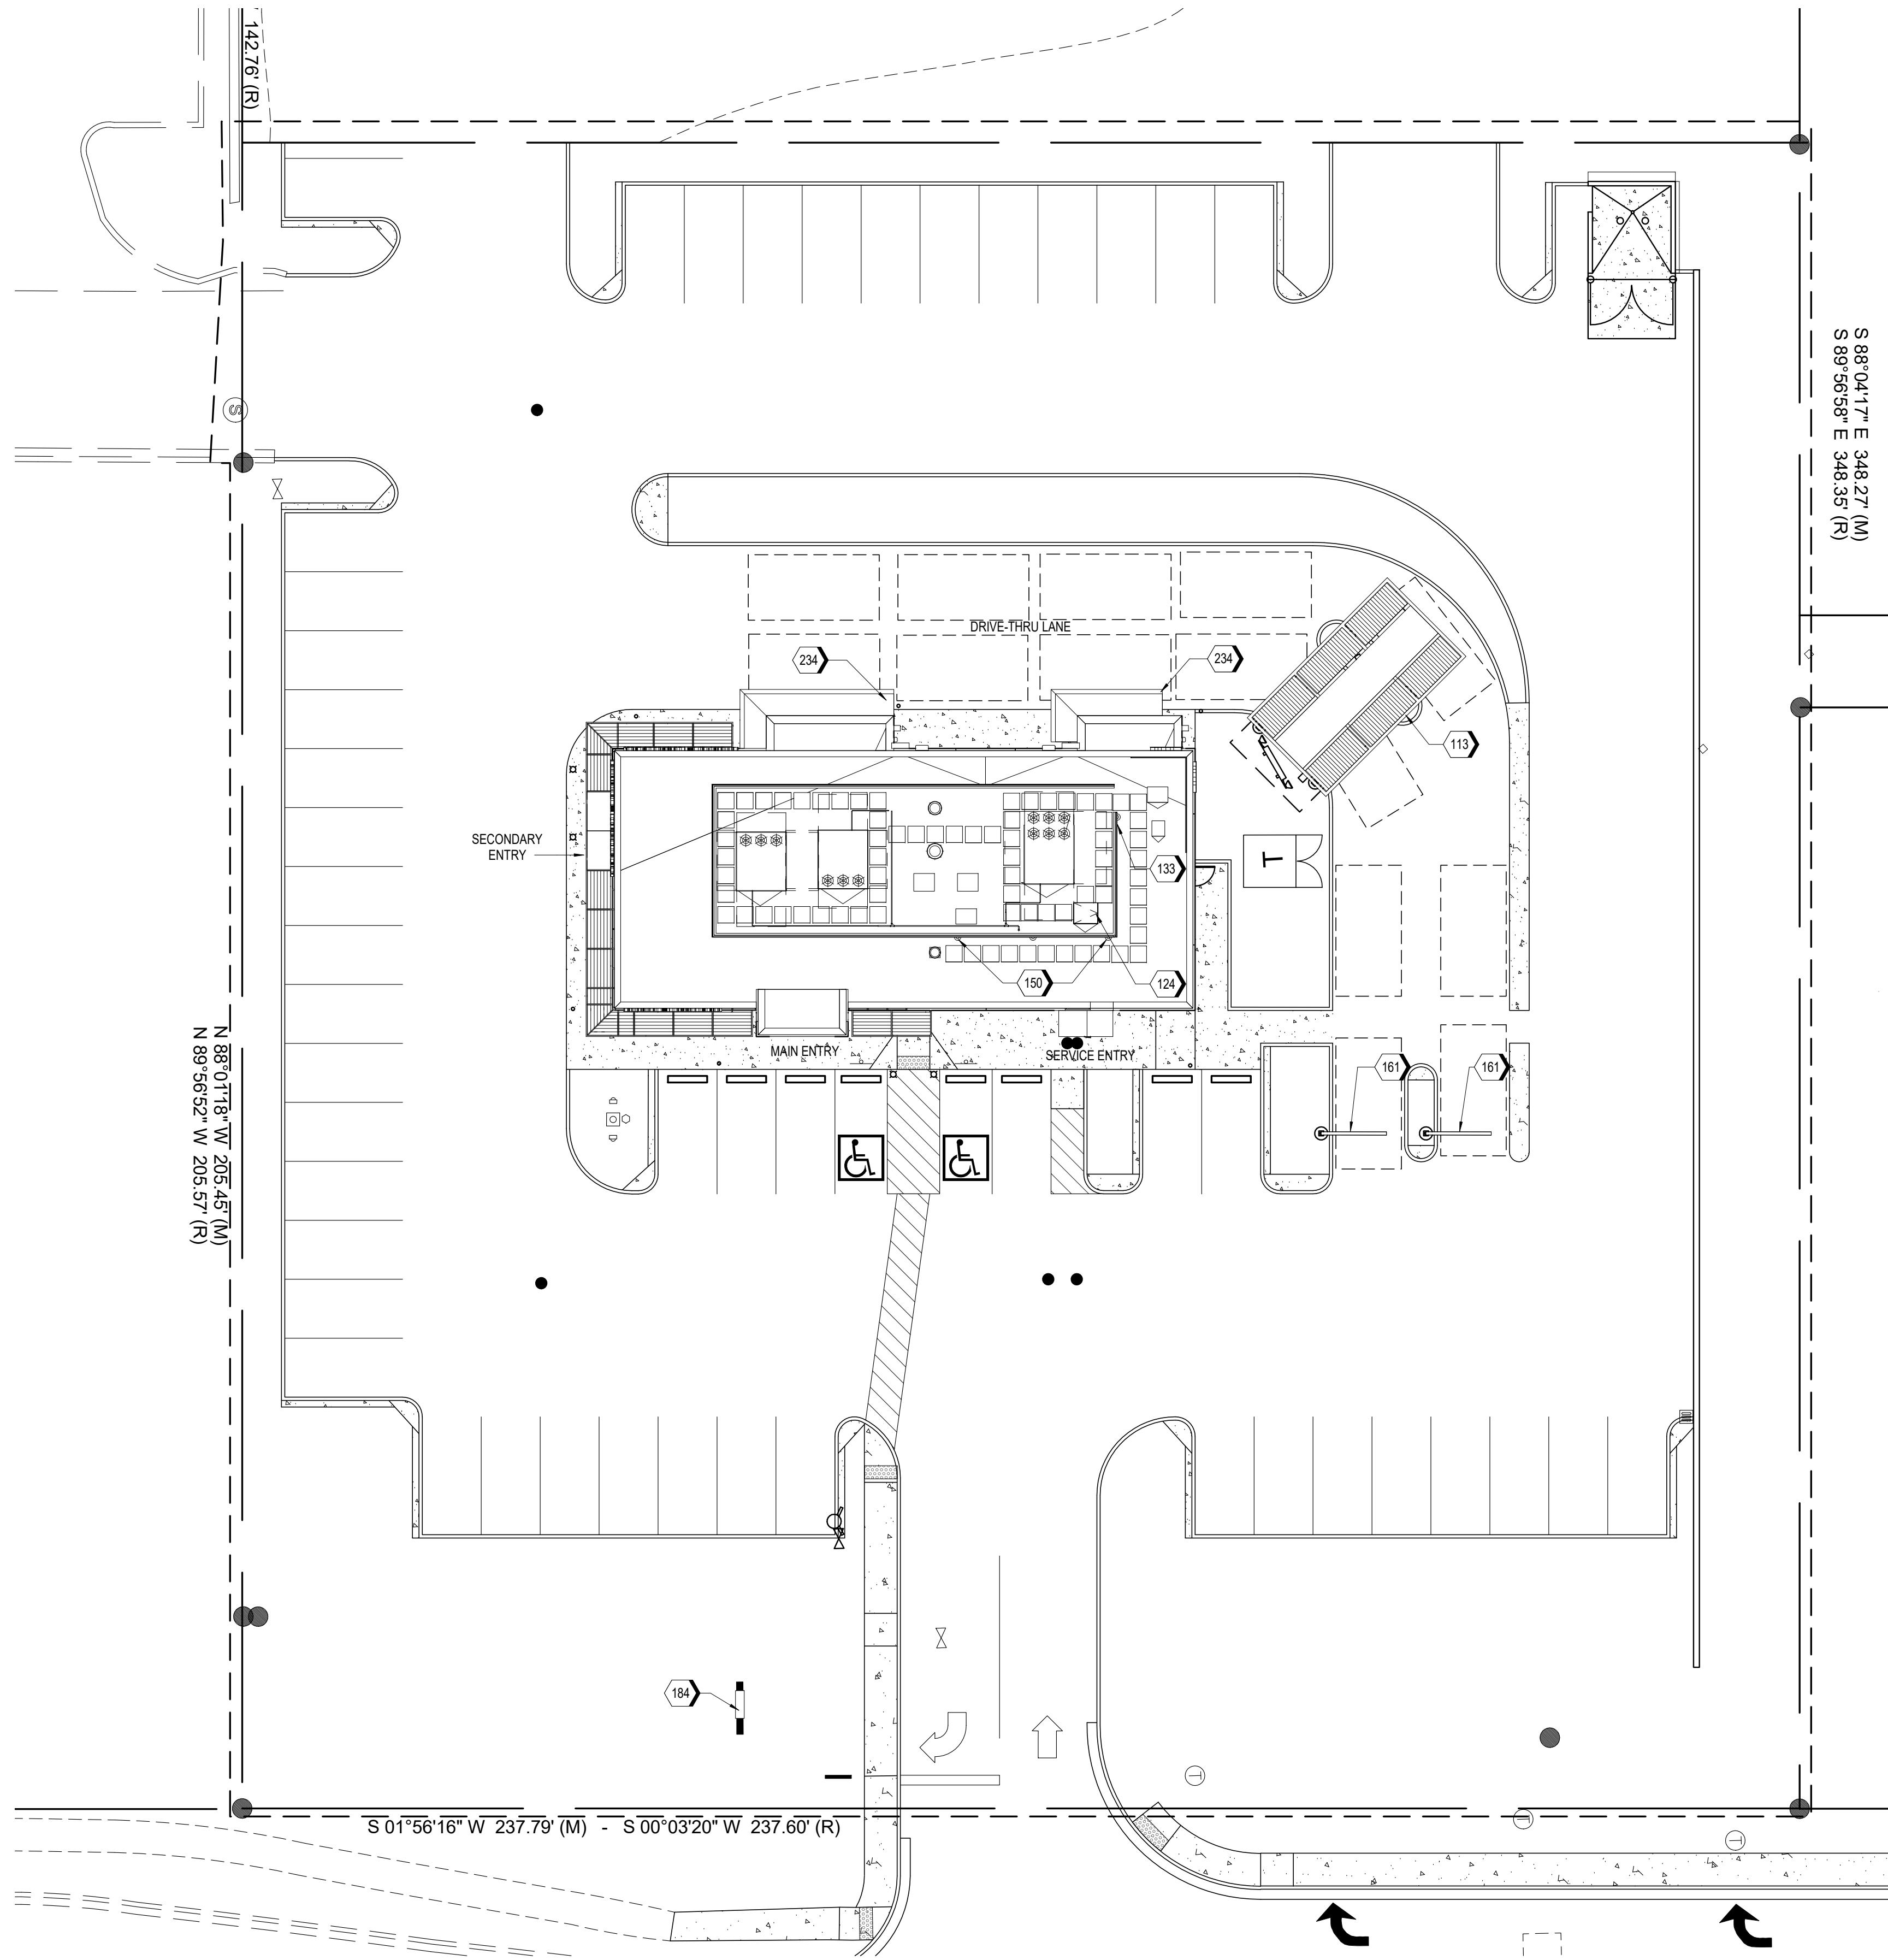 142.76' (R)
S 88°04'17" E  348.27' (M)
S 89°56'58" E  348.35' (R)
S
DRIVE-THRU LANE
234
234
113
SECONDARY
ENTRY
T
133
150
124
MAIN ENTRY
SERVICE ENTRY
161
161
N 88°01'18" W  205.45' (M)
N 89°56'52" W  205.57' (R)
184
T
T
T
S 01°56'16" W  237.79' (M)   -   S 00°03'20" W  237.60' (R)